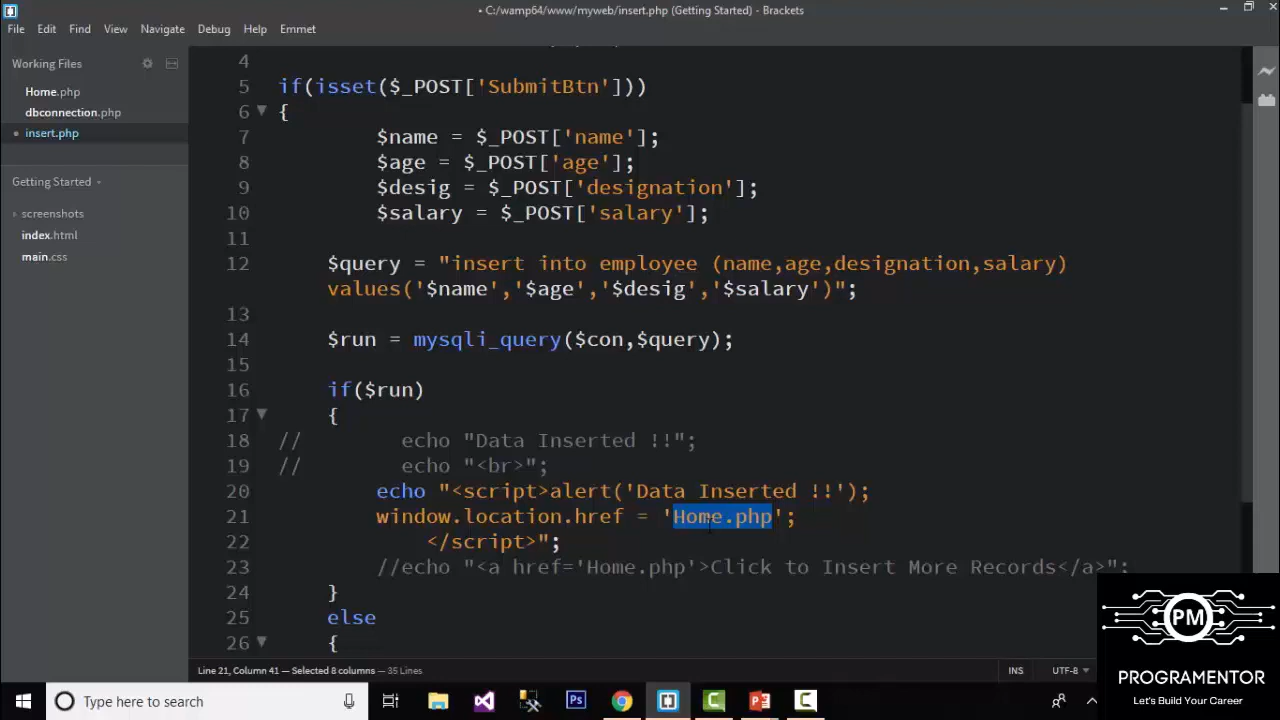 • C:/wamp64/www/myweb/insert.php (Getting Started) - Brackets
File Edit Find View Navigate Debug Help Emmet
Working Files
Home.php
dbconnection.php
• insert.php
Getting Started
screenshots
index.html
main.css
4
5 if(isset($_POST['SubmitBtn']))
6 {
7 $name = $_POST['name'];
8 $age = $_POST['age'];
9 $desig = $_POST['designation'];
10 $salary = $_POST['salary'];
11
12 $query = "insert into employee (name,age,designation,salary)
values('$name','$age','$desig','$salary')";
13
14 $run = mysqli_query($con,$query);
15
16 if($run)
17 {
18 // echo "Data Inserted !!";
19 // echo "<br>";
20 echo "<script>alert('Data Inserted !!');
21 window.location.href = 'Home.php';
22 </script>";
23 //echo "<a href='Home.php'>Click to Insert More Records</a>";
24 }
25 else
26 {
Line 21, Column 41 — Selected 8 columns — 35 Lines
INS UTF-8
PM
PROGRAMENTOR
Let's Build Your Career
Type here to search
Ps